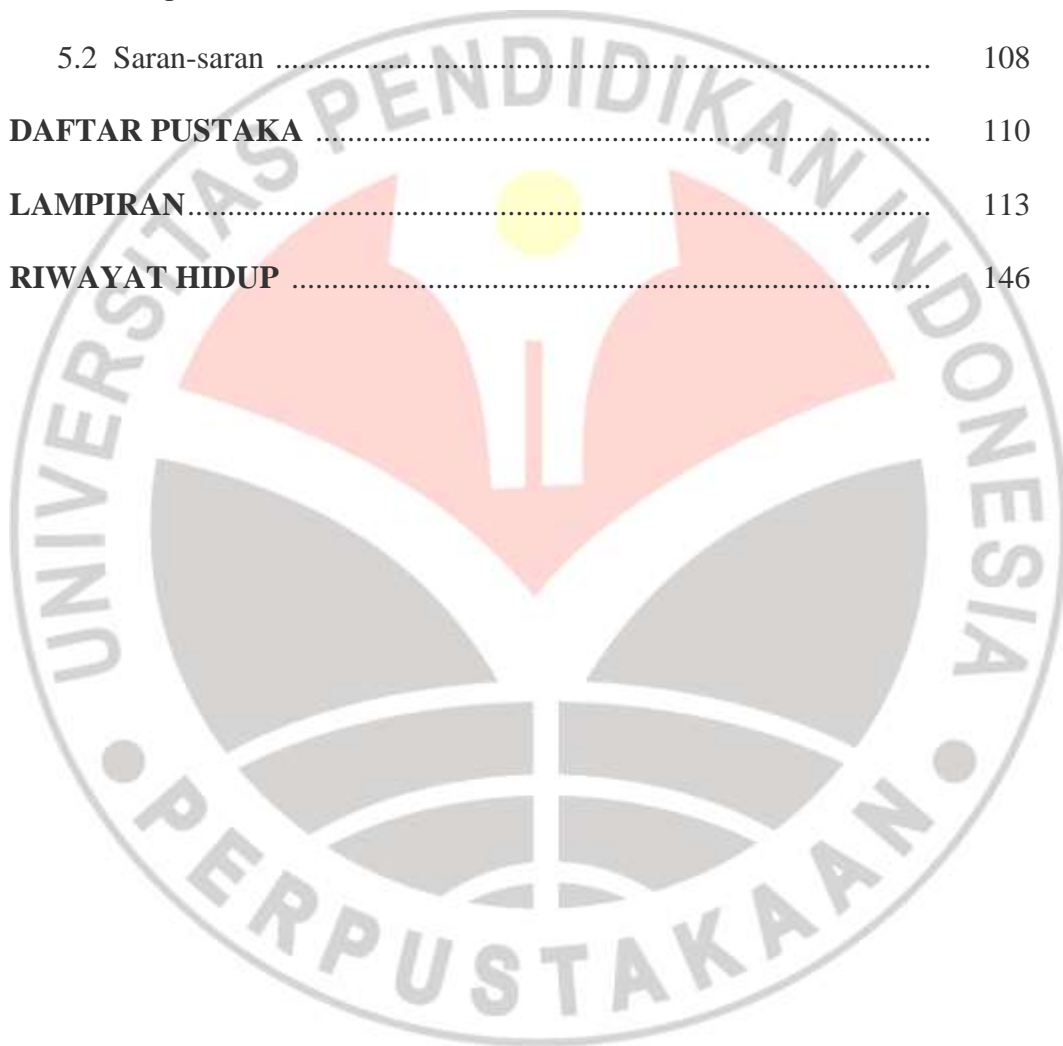 5.2 Saran-saran ................................................................................ 108
DAFTAR PUSTAKA ........................................................................... 110
LAMPIRAN........................................................................................... 113
RIWAYAT HIDUP ............................................................................. 146
UNIVERSITAS PENDIDIKAN INDONESIA
PERPUSTAKAAN